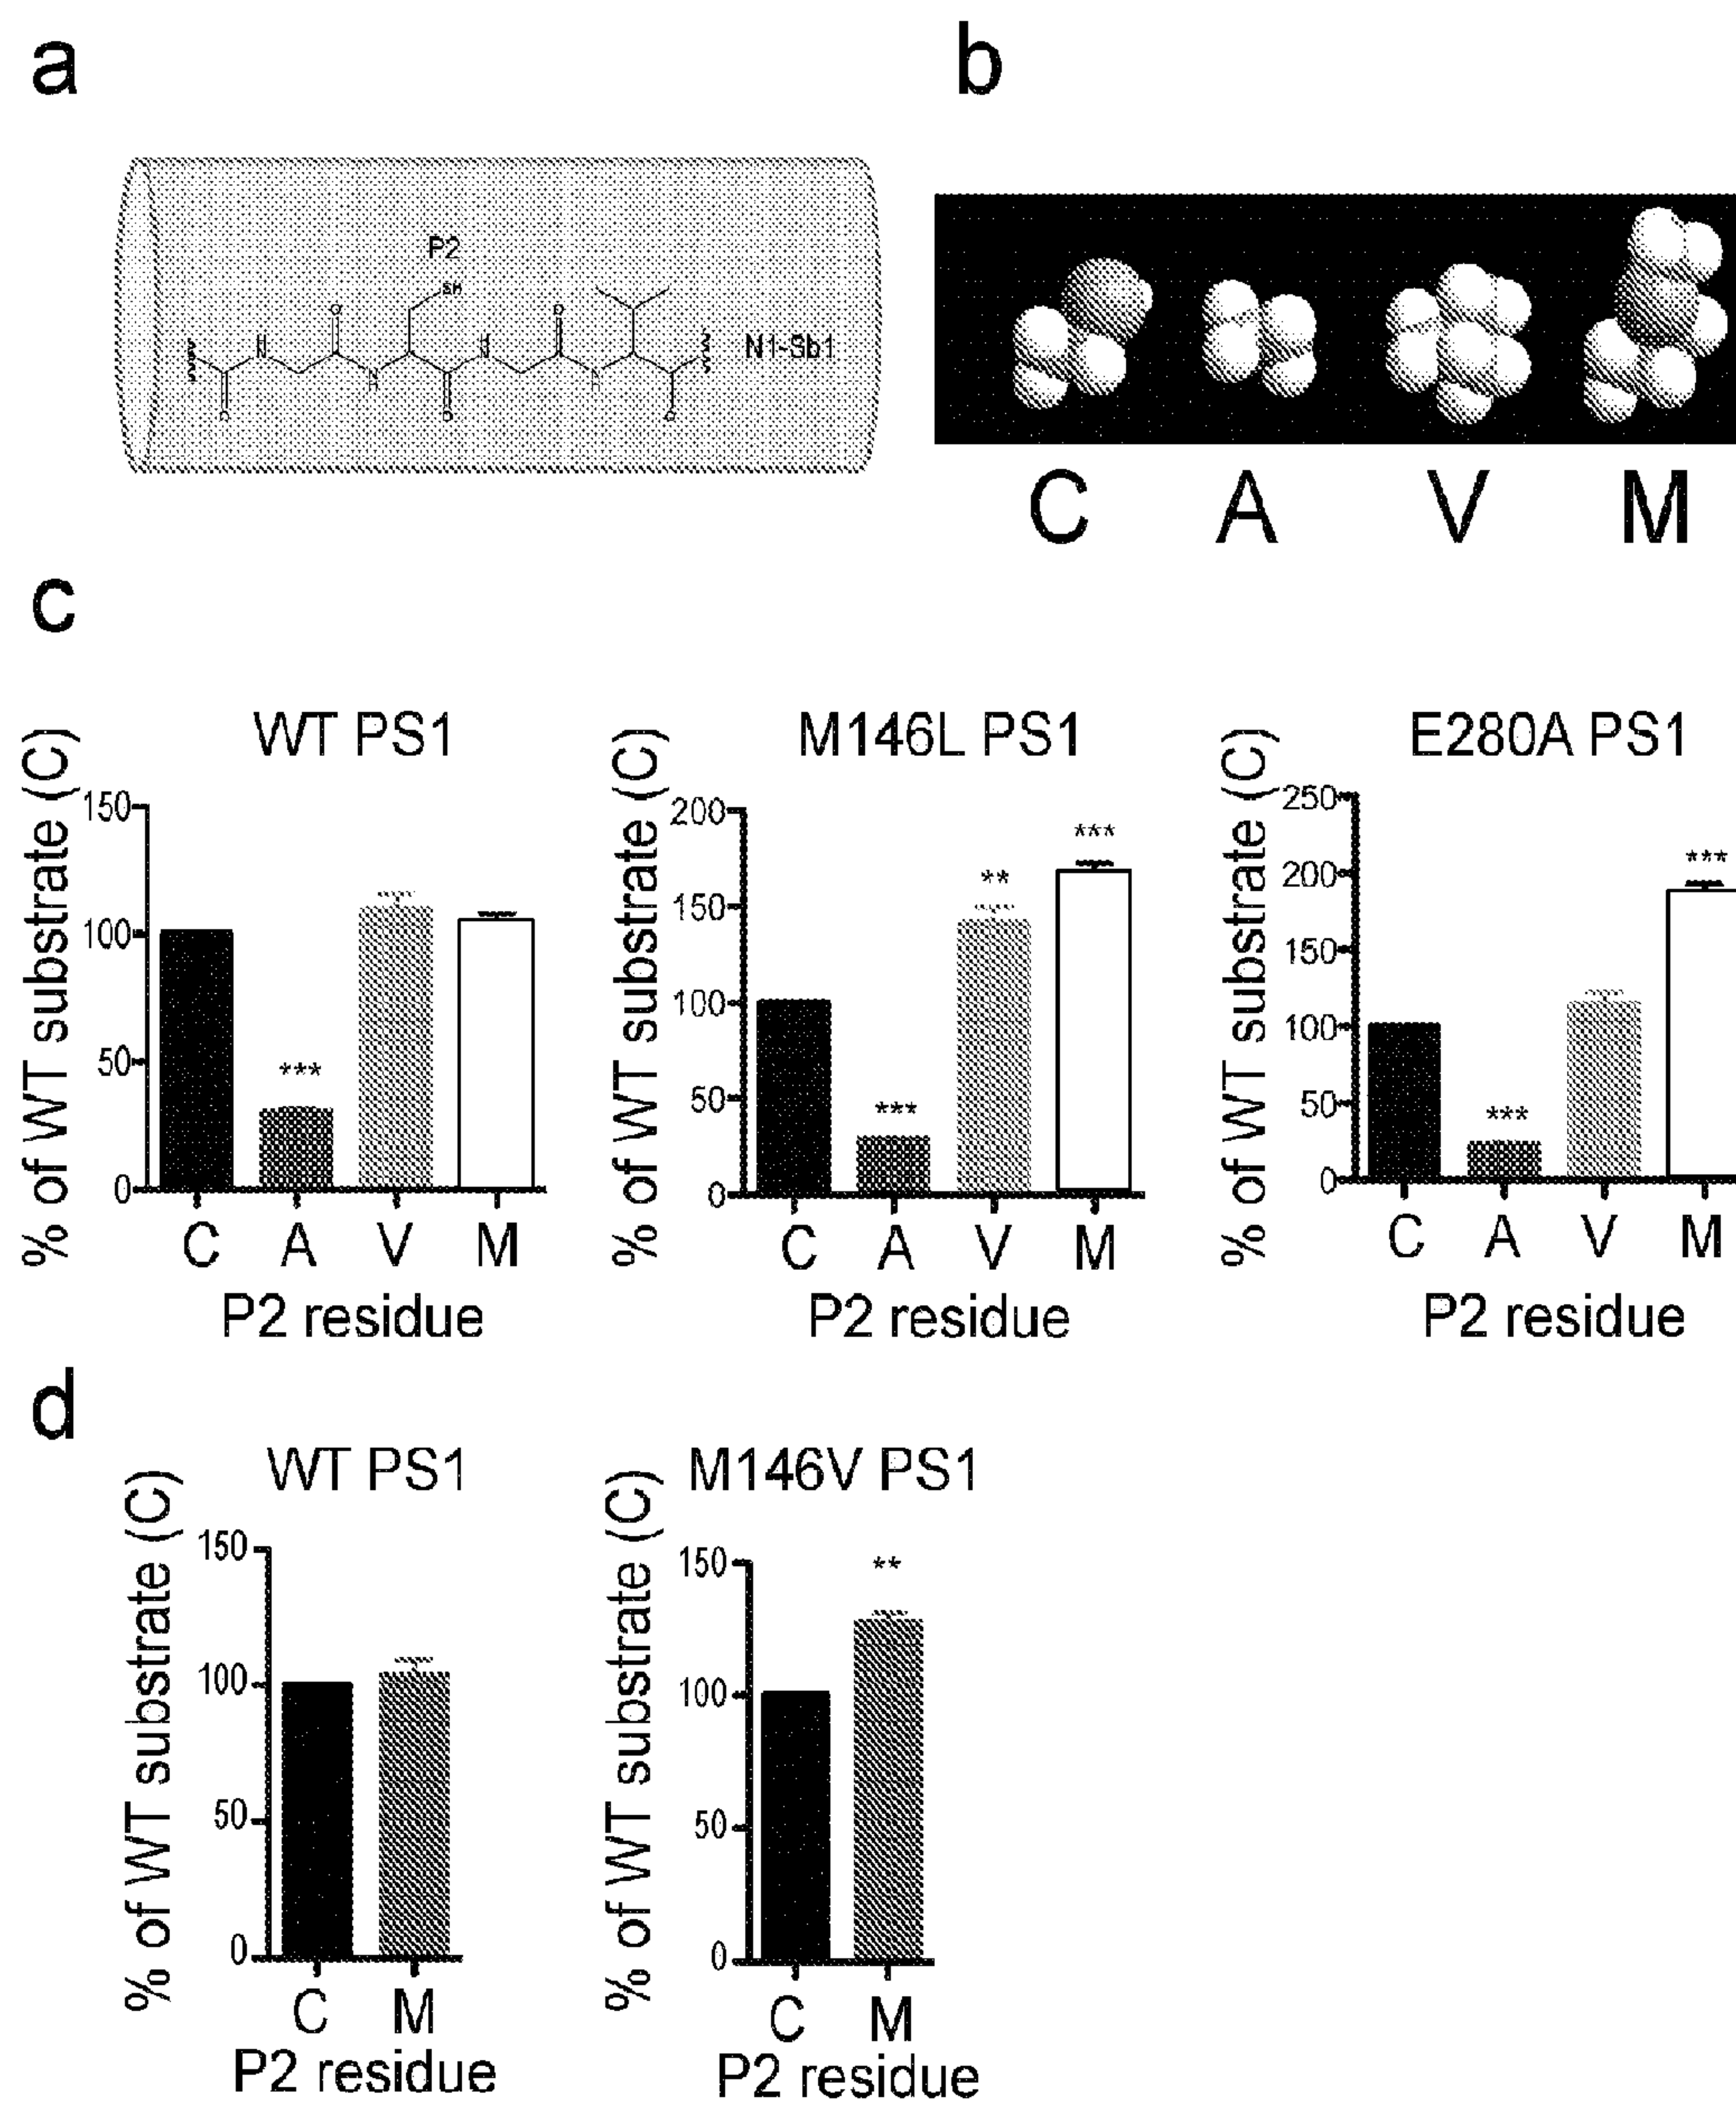 a
b
P2
SH
O
O
H
N
H
N
N1-Sb1
N
H
N
H
O
O
O
C A V M
c
WT PS1
% of WT substrate (C)
150
100
50
0
***
C A V M
P2 residue
M146L PS1
% of WT substrate (C)
200
150
100
50
0
***
**
***
C A V M
P2 residue
E280A PS1
% of WT substrate (C)
250
200
150
100
50
0
***
***
C A V M
P2 residue
d
WT PS1
% of WT substrate (C)
150
100
50
0
C M
P2 residue
M146V PS1
% of WT substrate (C)
150
100
50
0
**
C M
P2 residue